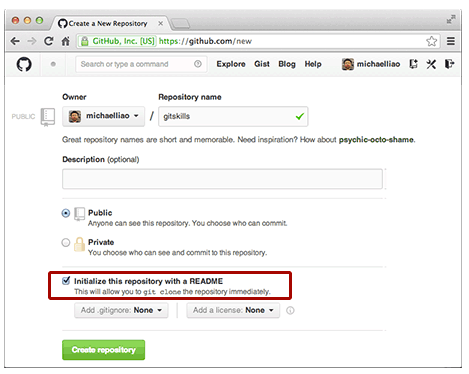 Create a New Repository
GitHub, Inc. [US] https://github.com/new
Search or type a command
Explore Gist Blog Help michaelliao
Owner Repository name
PUBLIC michaelliao / gitskills
Great repository names are short and memorable. Need inspiration? How about psychic-octo-shame.
Description (optional)
Public
Anyone can see this repository. You choose who can commit.
Private
You choose who can see and commit to this repository.
Initialize this repository with a README
This will allow you to git clone the repository immediately.
Add .gitignore: None Add a license: None
Create repository